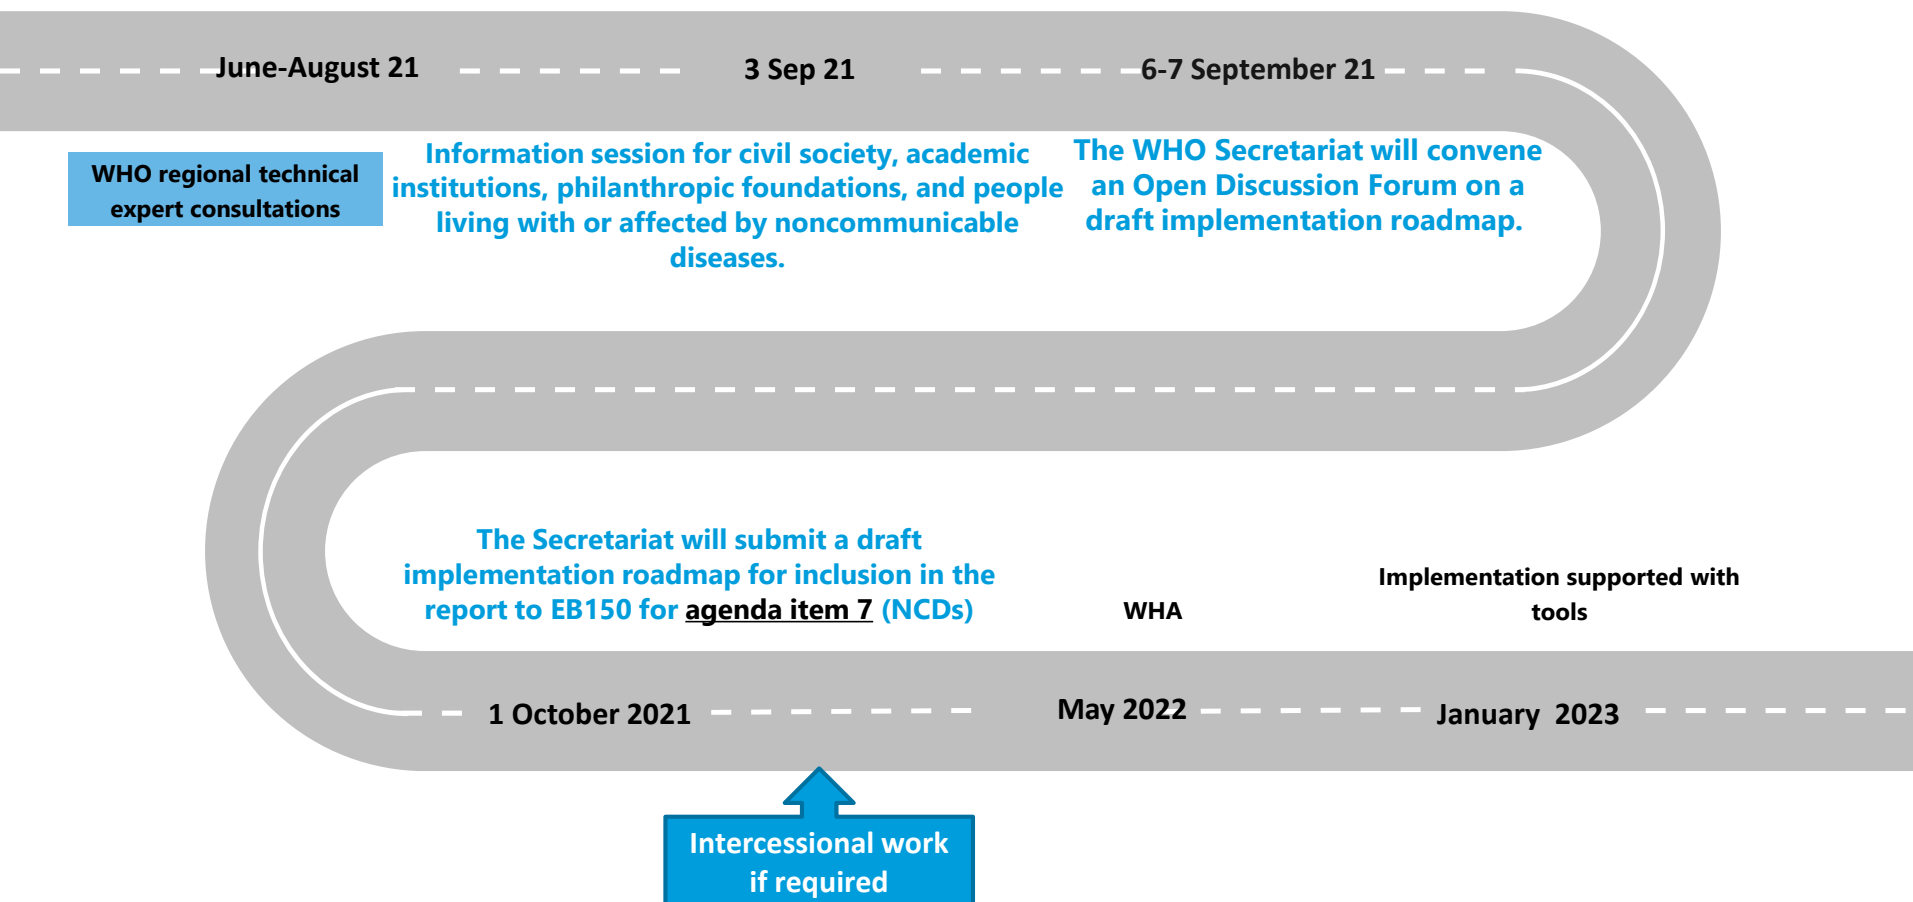 June-August 21
3 Sep 21
6-7 September 21
WHO regional technical
expert consultations
Information session for civil society, academic
institutions, philanthropic foundations, and people
living with or affected by noncommunicable
diseases.
The WHO Secretariat will convene
an Open Discussion Forum on a
draft implementation roadmap.
The Secretariat will submit a draft
implementation roadmap for inclusion in the
report to EB150 for agenda item 7 (NCDs)
WHA
Implementation supported with
tools
1 October 2021
May 2022
January 2023
Intercessional work
if required